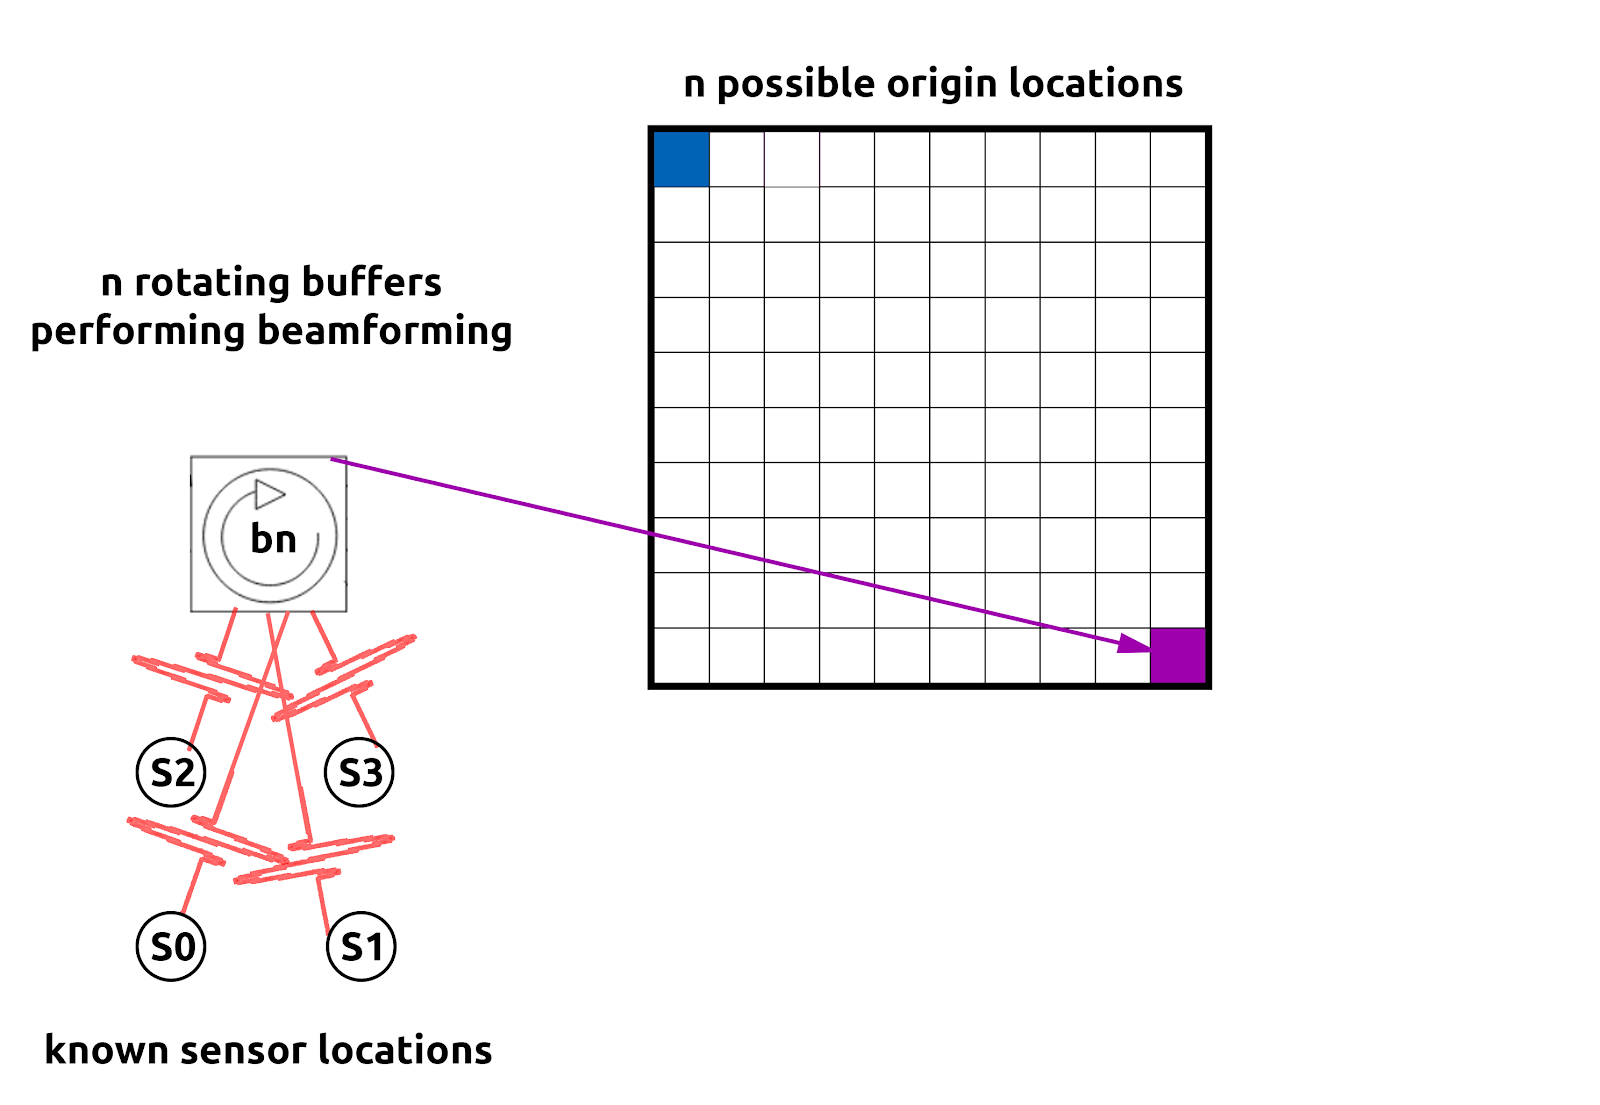 n possible origin locations
n rotating buffers
performing beamforming
bn
S2
S3
S0
S1
known sensor locations